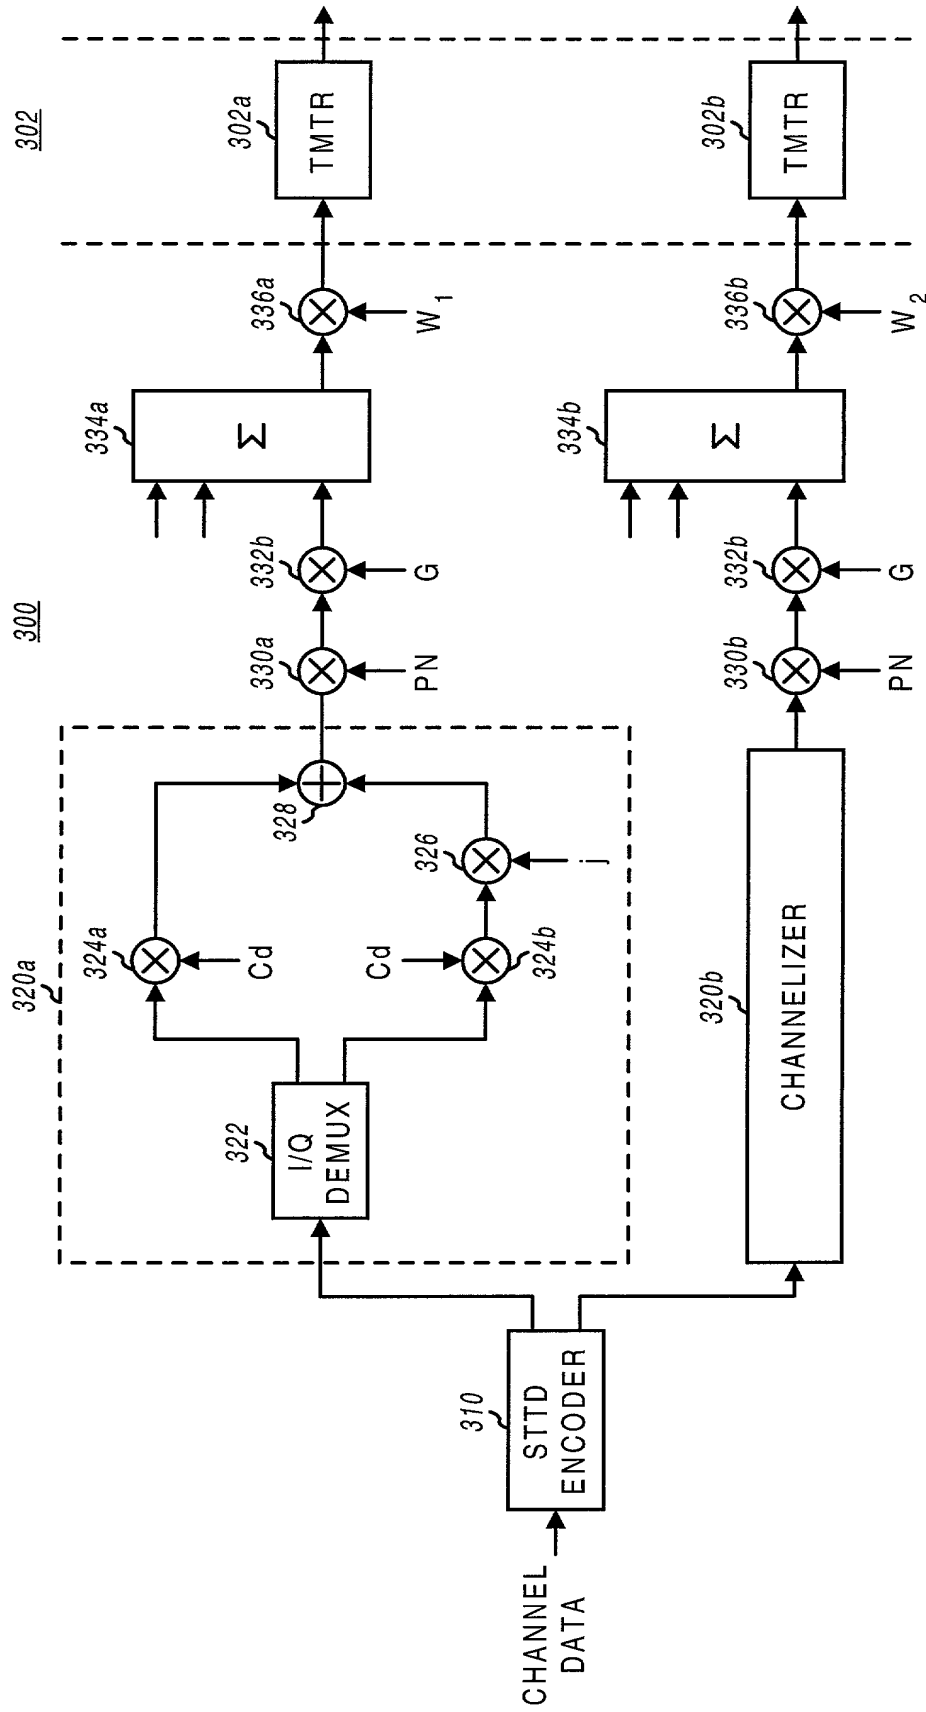 300
302
CHANNEL
DATA
310
STTD
ENCODER
320a
322
I/Q
DEMUX
324a
Cd
Cd
324b
326
j
328
330a
PN
332b
G
334a
Σ
336a
W1
302a
TMTR
320b
CHANNELIZER
330b
PN
332b
G
334b
Σ
336b
W2
302b
TMTR